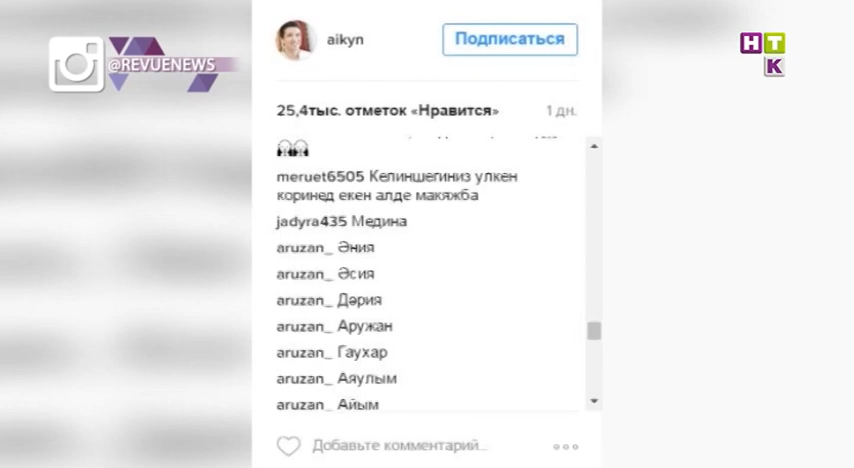 @REVUENEWS
aikyn
Подписаться
НТК
25,4тыс. отметок «Нравится»
1 дн.
meruet6505 Келиншегиниз улкен
коринед екен алде макяжба
jadyra435 Медина
aruzan_ Әния
aruzan_ Әсия
aruzan_ Дәрия
aruzan_ Аружан
aruzan_ Гаухар
aruzan_ Аяулым
aruzan_ Айым
Добавьте комментарий...